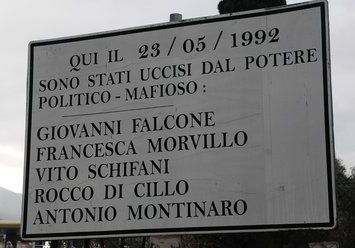 QUI IL 23/05/1992
SONO STATI UCCISI DAL POTERE
POLITICO-MAFIOSO:
GIOVANNI FALCONE
FRANCESCA MORVILLO
VITO SCHIFANI
ROCCO DI CILLO
ANTONIO MONTINARO